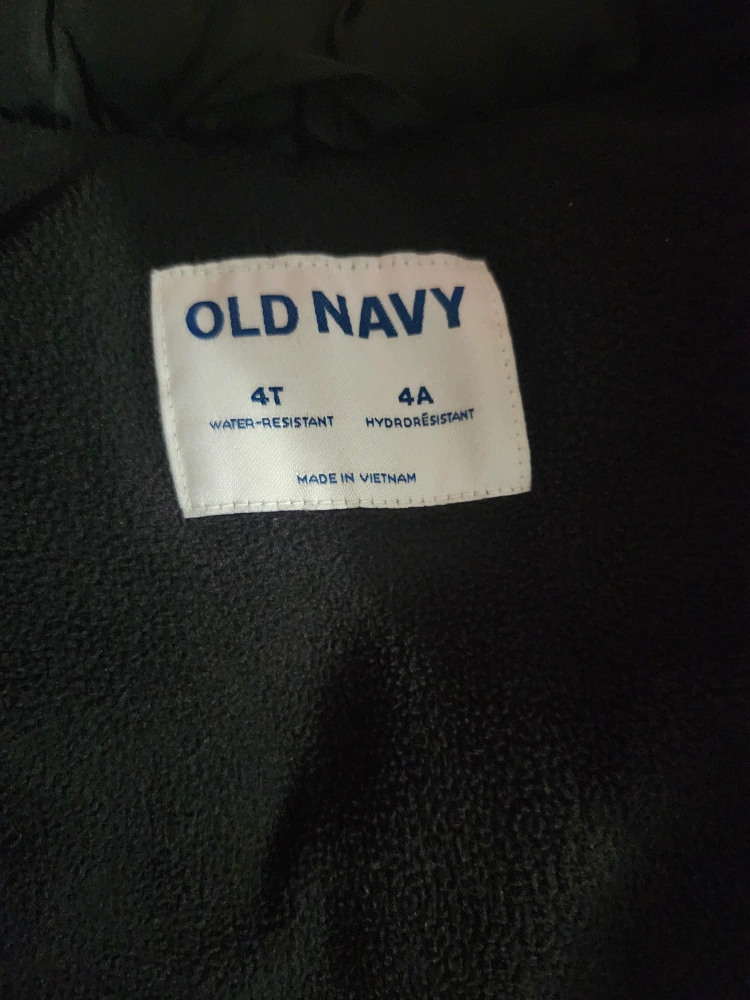 OLD NAVY
4T 4A
WATER-RESISTANT HYDRORÉSISTANT
MADE IN VIETNAM